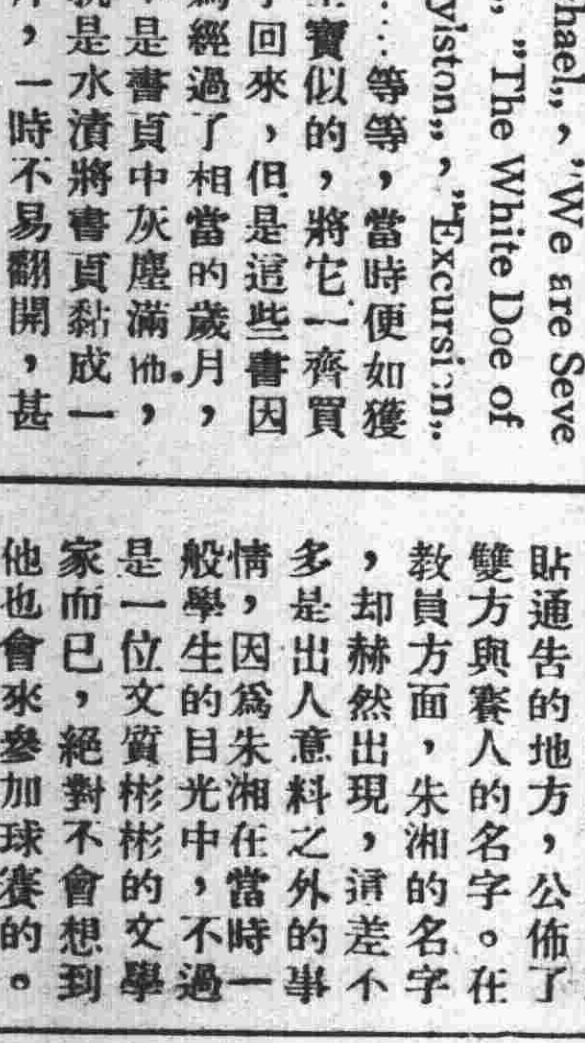 hael,, , "We are Seve
,, "The White Doe of
yiston,, , "Excursion,,.
…等等，當時便如獲
寶似的，將它一齊買
回來，但是這些書因
經過了相當的歲月，
是書貞中灰塵滿佈，
是水漬將書頁黏成一
，一時不易翻開，甚
貼通告的地方，公佈了
雙方與賽人的名字。在
教員方面，朱湘的名字
，却赫然出現，這差不
多是出人意料之外的事
情，因爲朱湘在當時一
般學生的目光中，不過
是一位文質彬彬的文學
家而已，絕對不會想到
他也會來參加球賽的。